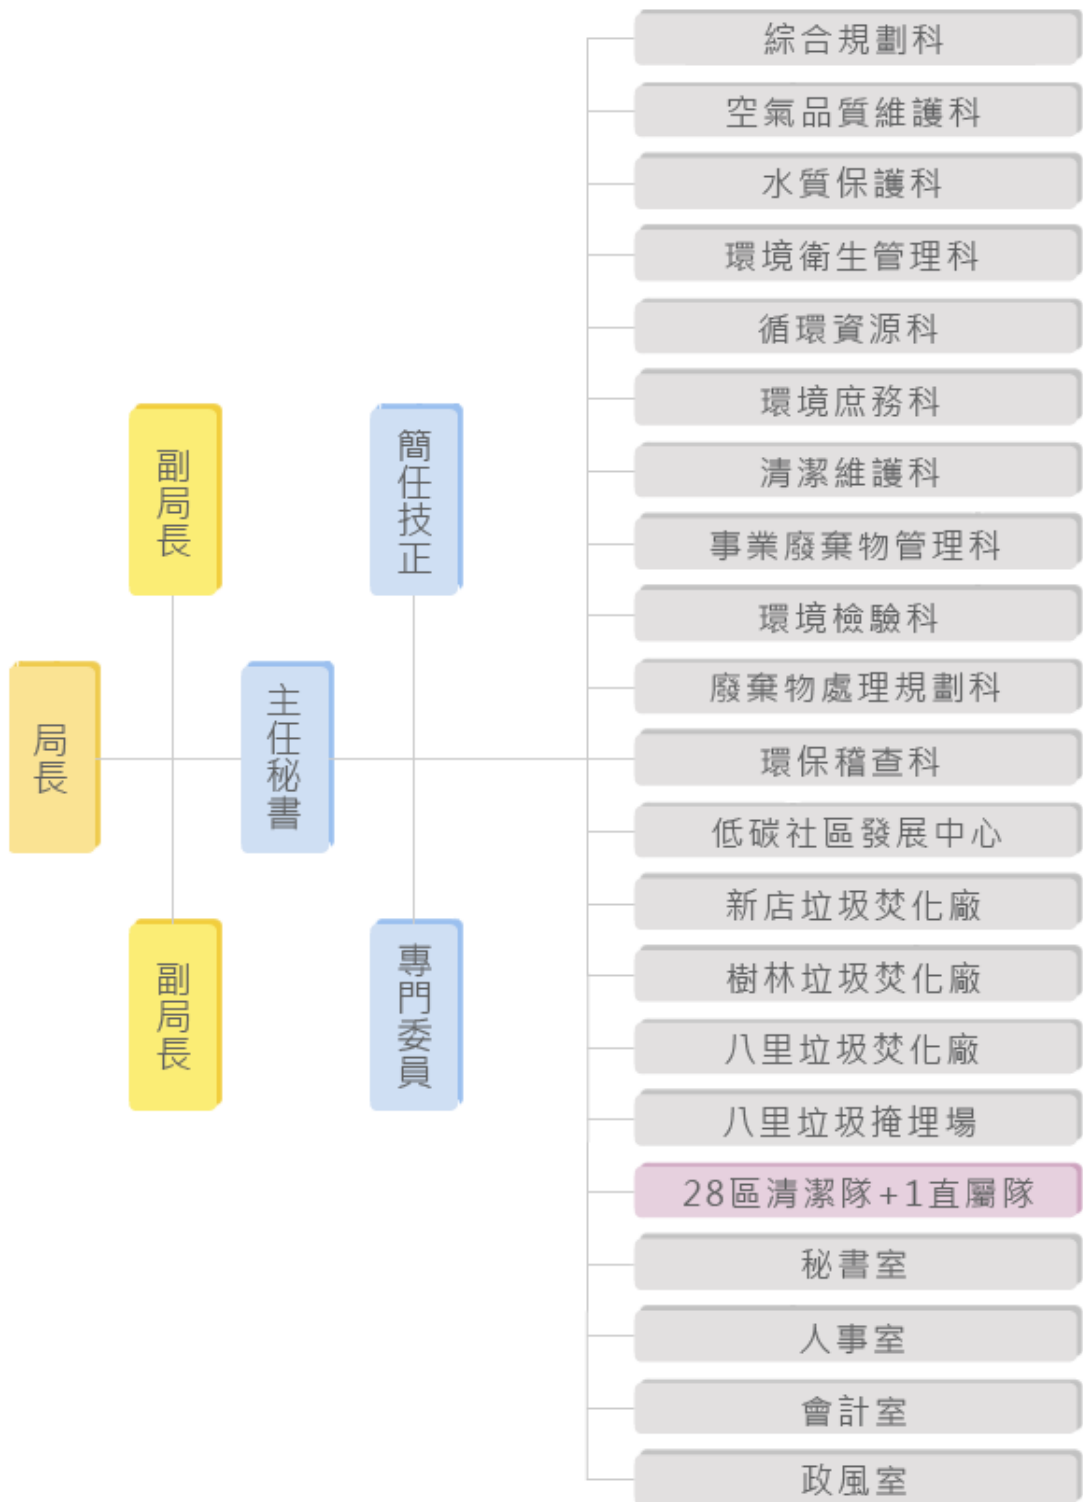 局長
副局長
副局長
主任秘書
簡任技正
專門委員
綜合規劃科
空氣品質維護科
水質保護科
環境衛生管理科
循環資源科
環境庶務科
清潔維護科
事業廢棄物管理科
環境檢驗科
廢棄物處理規劃科
環保稽查科
低碳社區發展中心
新店垃圾焚化廠
樹林垃圾焚化廠
八里垃圾焚化廠
八里垃圾掩埋場
28區清潔隊+1直屬隊
秘書室
人事室
會計室
政風室